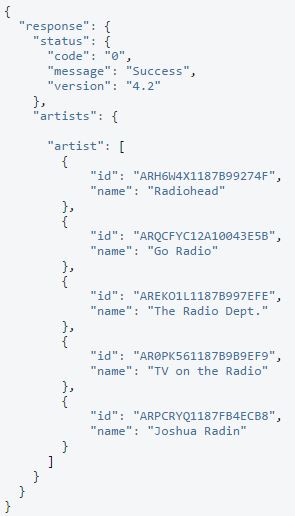 {
"response": {
"status": {
"code": "0",
"message": "Success",
"version": "4.2"
},
"artists": {
"artist": [
{
"id": "ARH6W4X1187B99274F",
"name": "Radiohead"
},
{
"id": "ARQCFYC12A10043E5B",
"name": "Go Radio"
},
{
"id": "AREKO1L1187B997EFE",
"name": "The Radio Dept."
},
{
"id": "AR0PK561187B9B9EF9",
"name": "TV on the Radio"
},
{
"id": "ARPCRYQ1187FB4ECB8",
"name": "Joshua Radin"
}
]
}
}
}